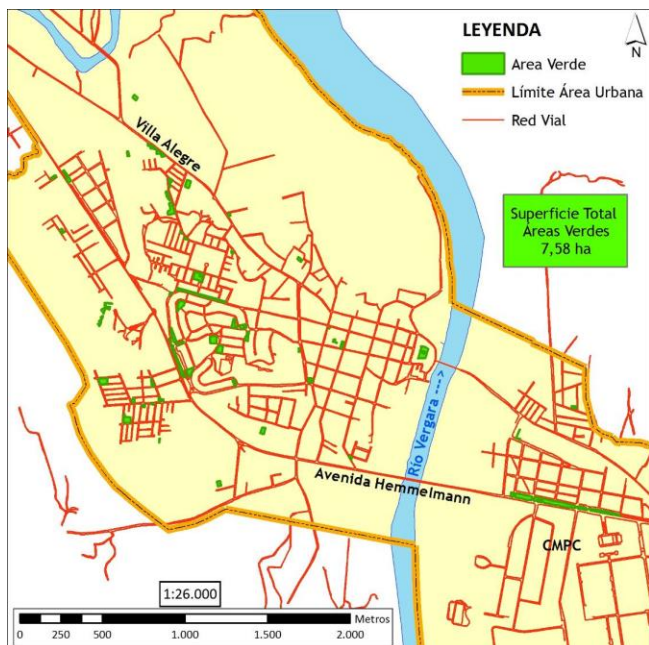 LEYENDA
N
Area Verde
Límite Área Urbana
Red Vial
Villa Alegre
Superficie Total
Áreas Verdes
7,58 ha
Río Vergara ---->
Avenida Hemmelmann
CMPC
1:26.000
Metros
0 250 500 1.000 1.500 2.000